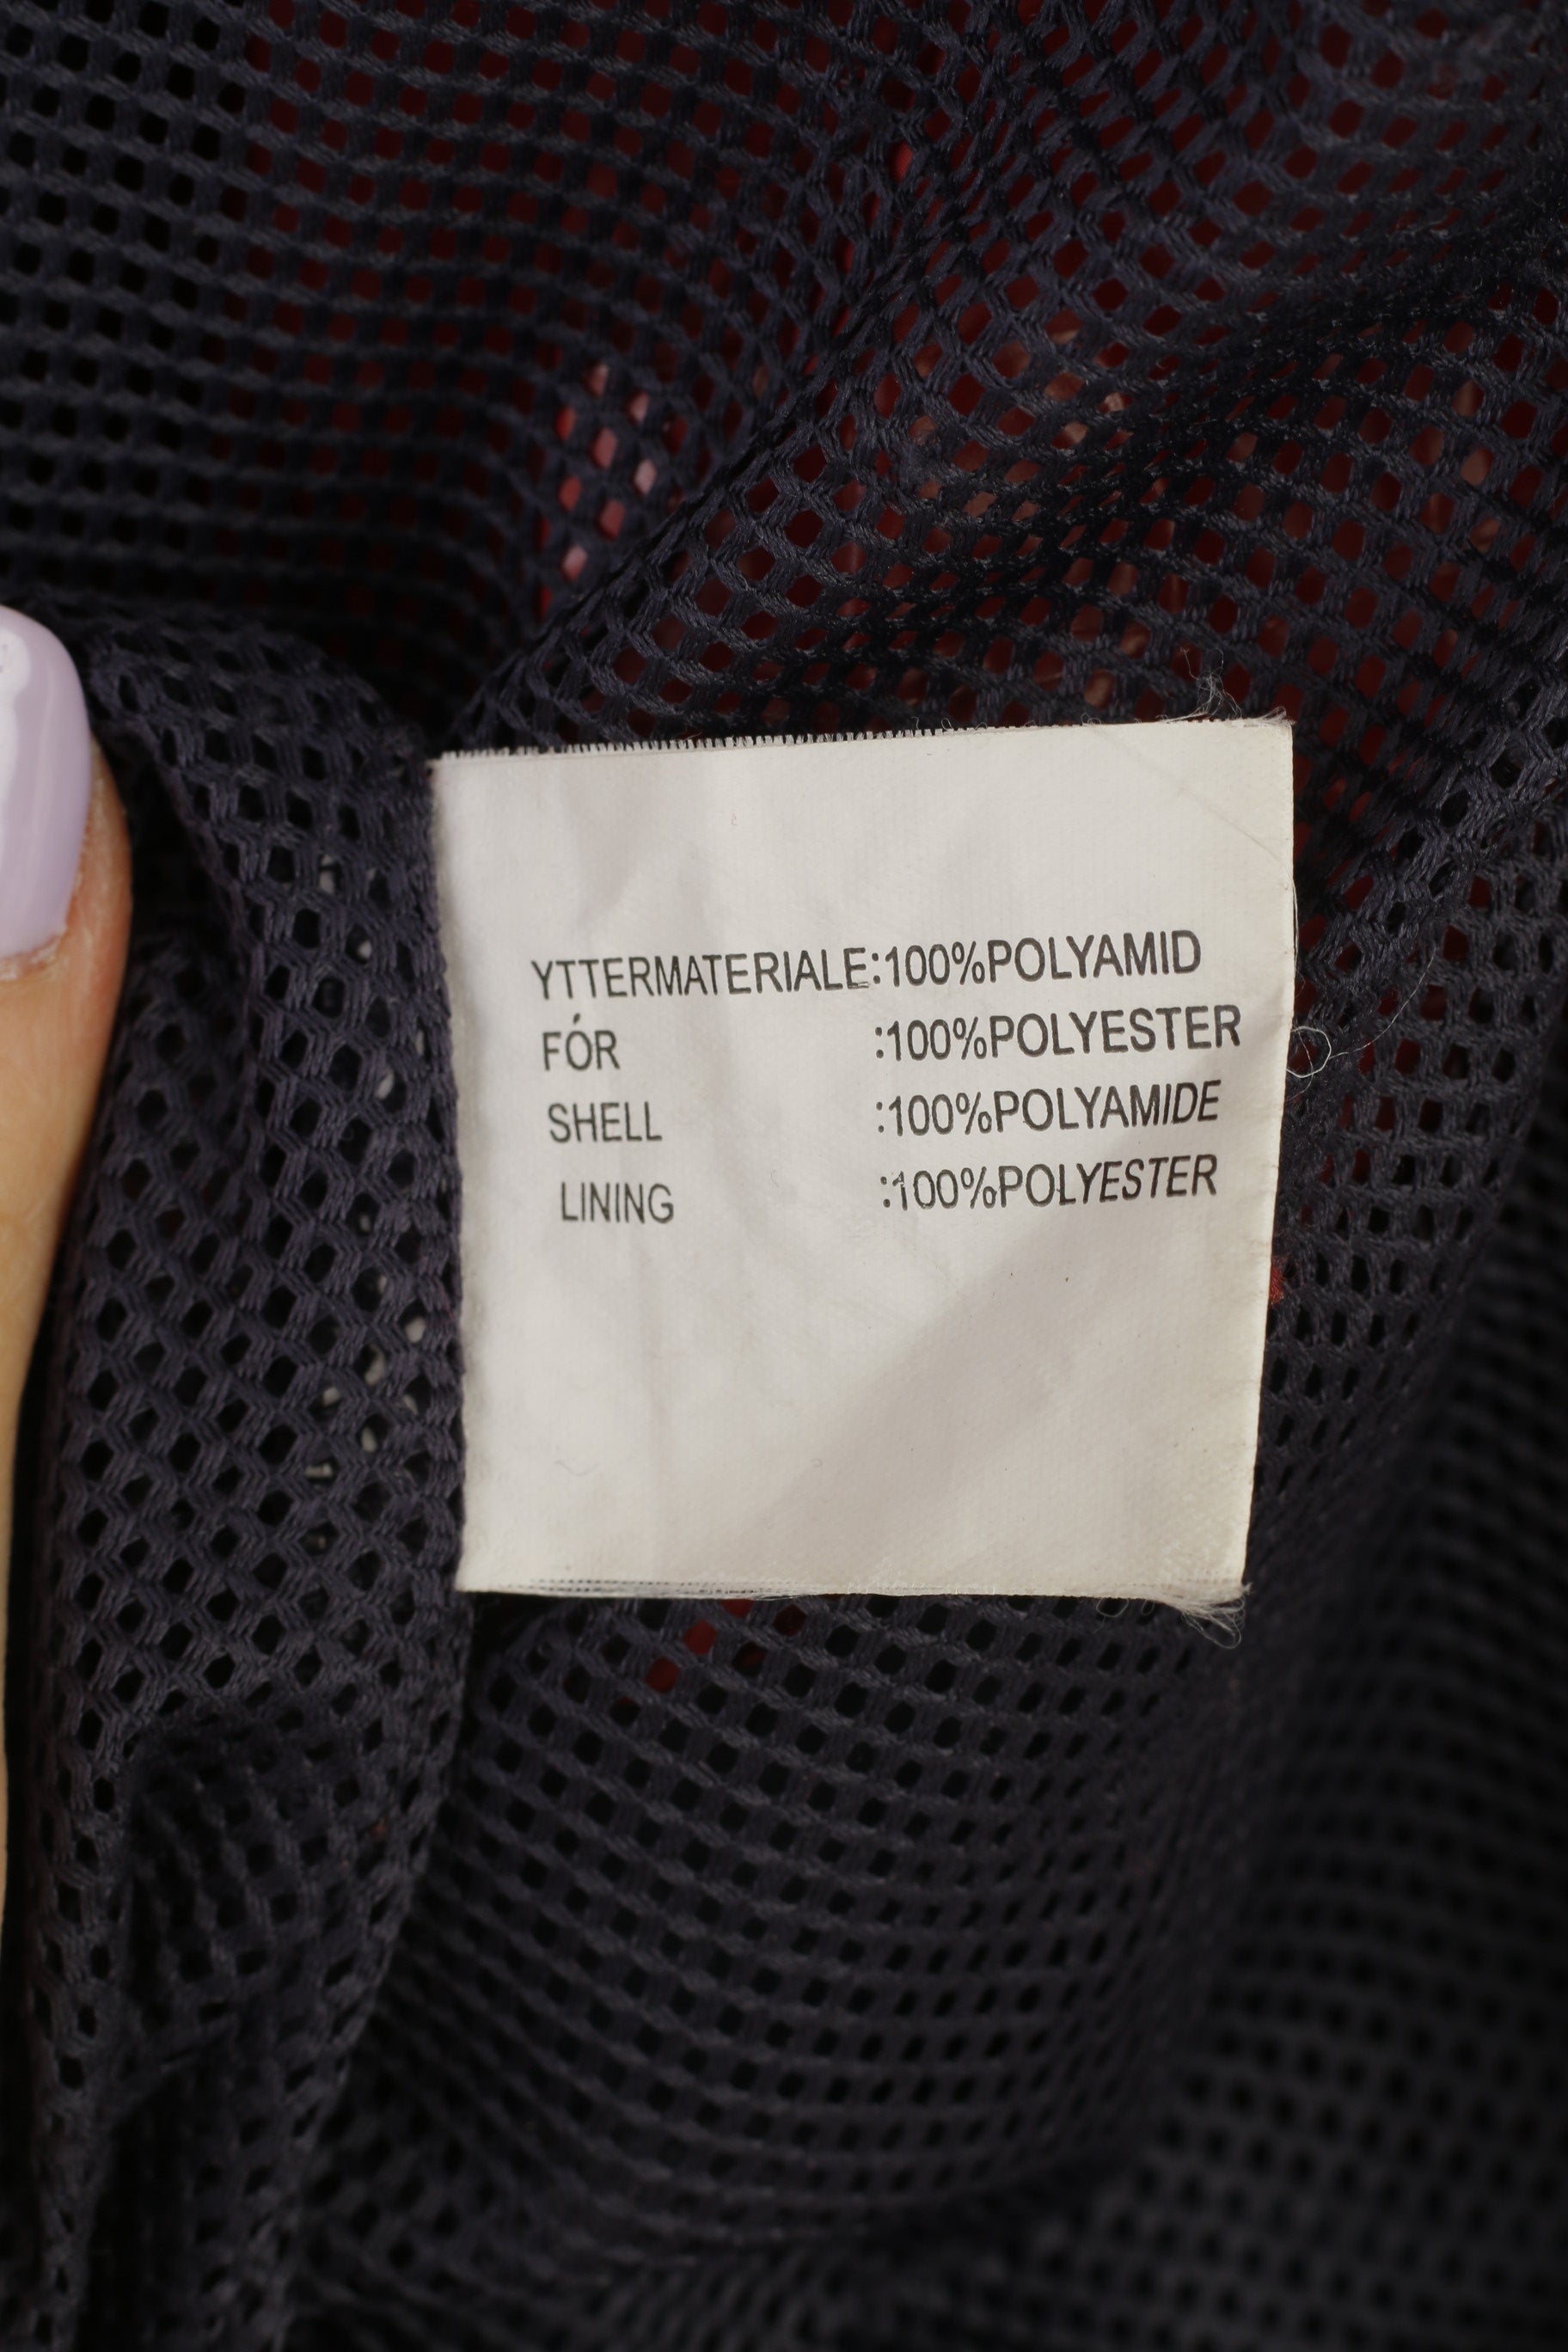 YTTERMATERIALE:100%POLYAMID
FÓR :100%POLYESTER
SHELL :100%POLYAMIDE
LINING :100%POLYESTER